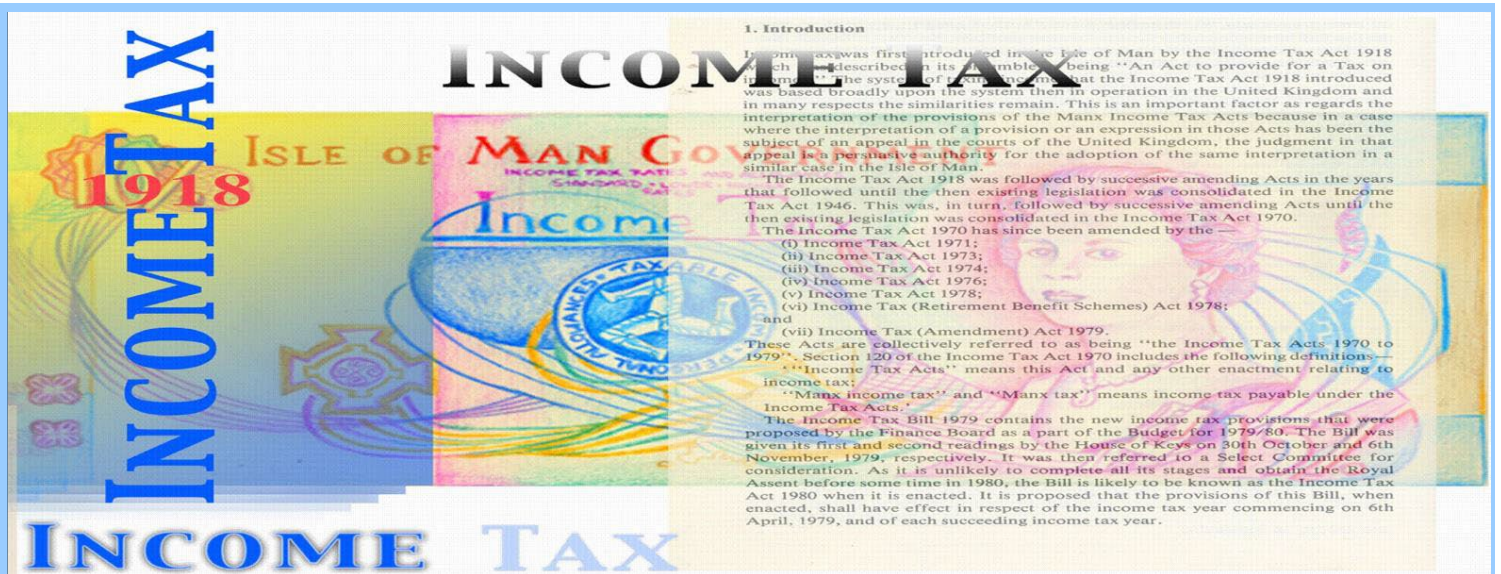 INCOME TAX
1918
INCOME TAX
ISLE OF MAN GOVERNMENT
INCOME TAX RATES
STANDARD
Income T
PERSONAL ALLOWANCES TAXABLE INCOME
INCOME TAX
1. Introduction
Income tax was first introduced in the Isle of Man by the Income Tax Act 1918
which is described in its preamble as being "An Act to provide for a Tax on
income". The system of taxing income that the Income Tax Act 1918 introduced
was based broadly upon the system then in operation in the United Kingdom and
in many respects the similarities remain. This is an important factor as regards the
interpretation of the provisions of the Manx Income Tax Acts because in a case
where the interpretation of a provision or an expression in those Acts has been the
subject of an appeal in the courts of the United Kingdom, the judgment in that
appeal is a persuasive authority for the adoption of the same interpretation in a
similar case in the Isle of Man.
The Income Tax Act 1918 was followed by successive amending Acts in the years
that followed until the then existing legislation was consolidated in the Income
Tax Act 1946. This was, in turn, followed by successive amending Acts until the
then existing legislation was consolidated in the Income Tax Act 1970.
The Income Tax Act 1970 has since been amended by the —
(i) Income Tax Act 1971;
(ii) Income Tax Act 1973;
(iii) Income Tax Act 1974;
(iv) Income Tax Act 1976;
(v) Income Tax Act 1978;
(vi) Income Tax (Retirement Benefit Schemes) Act 1978;
and
(vii) Income Tax (Amendment) Act 1979.
These Acts are collectively referred to as being "the Income Tax Acts 1970 to
1979". Section 120 of the Income Tax Act 1970 includes the following definitions —
' "Income Tax Acts" means this Act and any other enactment relating to
income tax;
"Manx income tax" and "Manx tax" means income tax payable under the
Income Tax Acts.'
The Income Tax Bill 1979 contains the new income tax provisions that were
proposed by the Finance Board as a part of the Budget for 1979/80. The Bill was
given its first and second readings by the House of Keys on 30th October and 6th
November, 1979, respectively. It was then referred to a Select Committee for
consideration. As it is unlikely to complete all its stages and obtain the Royal
Assent before some time in 1980, the Bill is likely to be known as the Income Tax
Act 1980 when it is enacted. It is proposed that the provisions of this Bill, when
enacted, shall have effect in respect of the income tax year commencing on 6th
April, 1979, and of each succeeding income tax year.